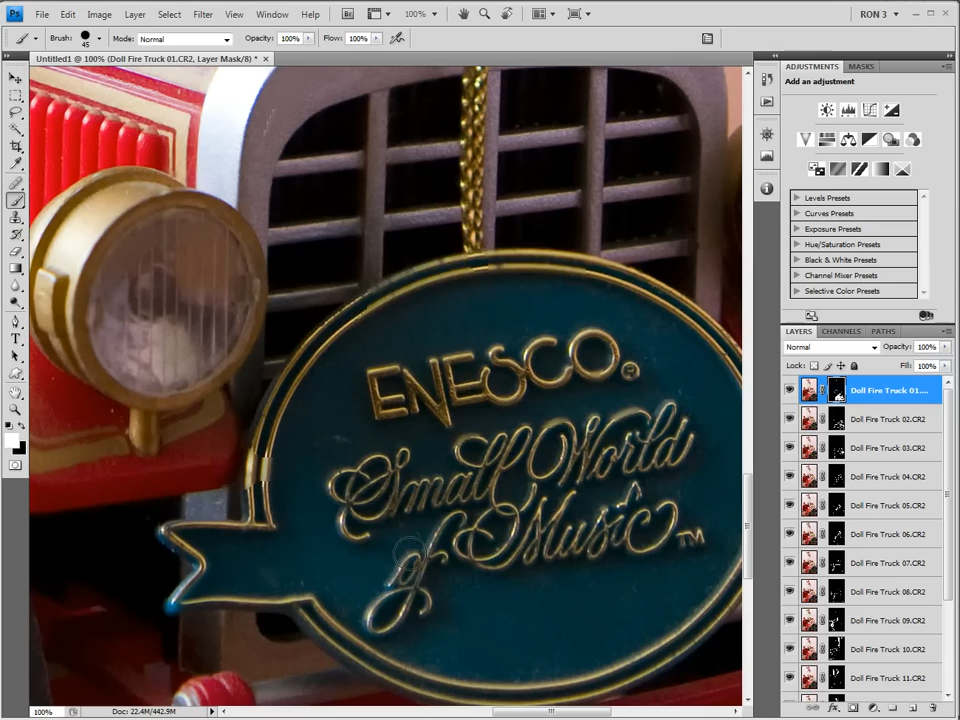 Ps File Edit Image Layer Select Filter View Window Help Br 100% RON 3
Brush: 45 Mode: Normal Opacity: 100% Flow: 100%
Untitled1 @ 100% (Doll Fire Truck 01.CR2, Layer Mask/8) *
ENESCO®
Small World
of Music™
ADJUSTMENTS MASKS
Add an adjustment
Levels Presets
Curves Presets
Exposure Presets
Hue/Saturation Presets
Black & White Presets
Channel Mixer Presets
Selective Color Presets
LAYERS CHANNELS PATHS
Normal Opacity: 100%
Lock: Fill: 100%
Doll Fire Truck 01....
Doll Fire Truck 02.CR2
Doll Fire Truck 03.CR2
Doll Fire Truck 04.CR2
Doll Fire Truck 05.CR2
Doll Fire Truck 06.CR2
Doll Fire Truck 07.CR2
Doll Fire Truck 08.CR2
Doll Fire Truck 09.CR2
Doll Fire Truck 10.CR2
Doll Fire Truck 11.CR2
100% Doc: 22.4M/442.9M